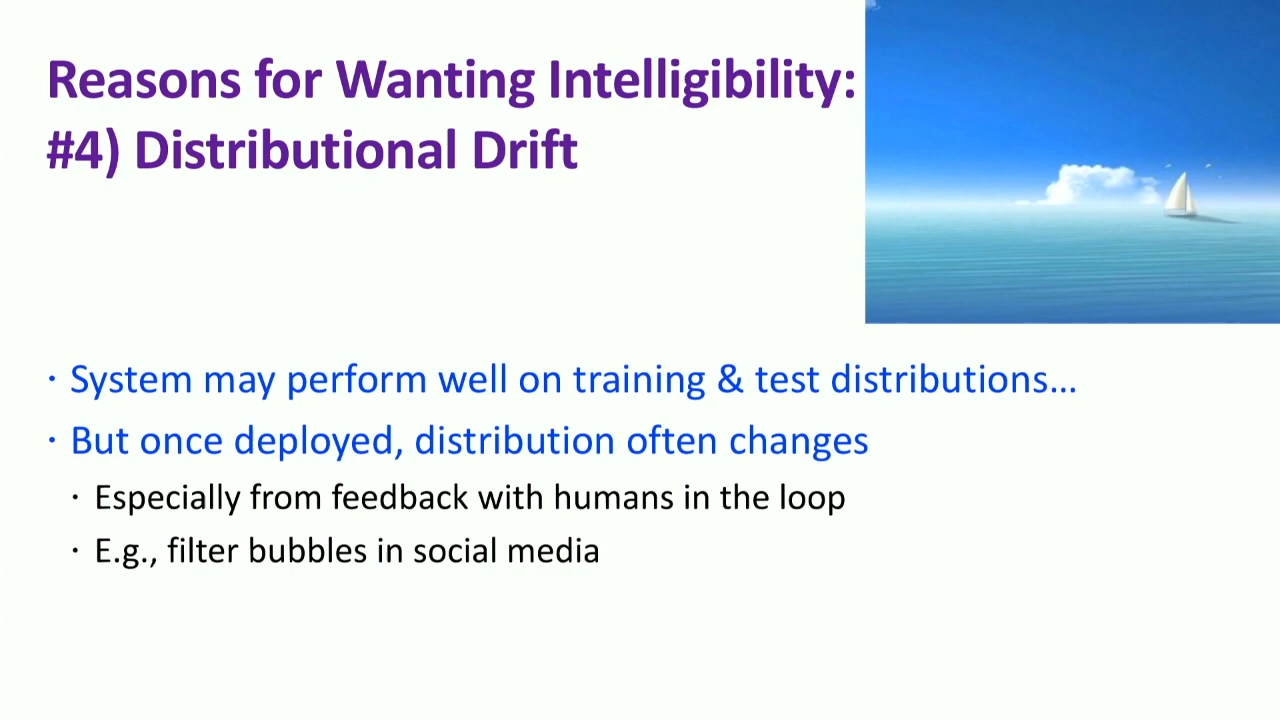 Reasons for Wanting Intelligibility:
#4) Distributional Drift
· System may perform well on training & test distributions…
· But once deployed, distribution often changes
· Especially from feedback with humans in the loop
· E.g., filter bubbles in social media